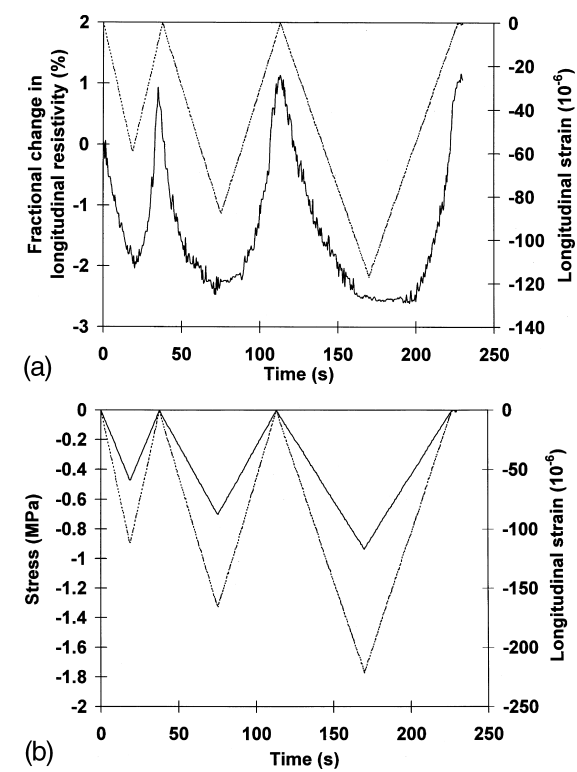 2
1
0
-1
-2
-3
Fractional change in
longitudinal resistivity (%)
0
-20
-40
-60
-80
-100
-120
-140
Longitudinal strain (10-6)
0 50 100 150 200 250
Time (s)
(a)
0
-0.2
-0.4
-0.6
-0.8
-1
-1.2
-1.4
-1.6
-1.8
-2
Stress (MPa)
0
-50
-100
-150
-200
-250
Longitudinal strain (10-6)
0 50 100 150 200 250
Time (s)
(b)